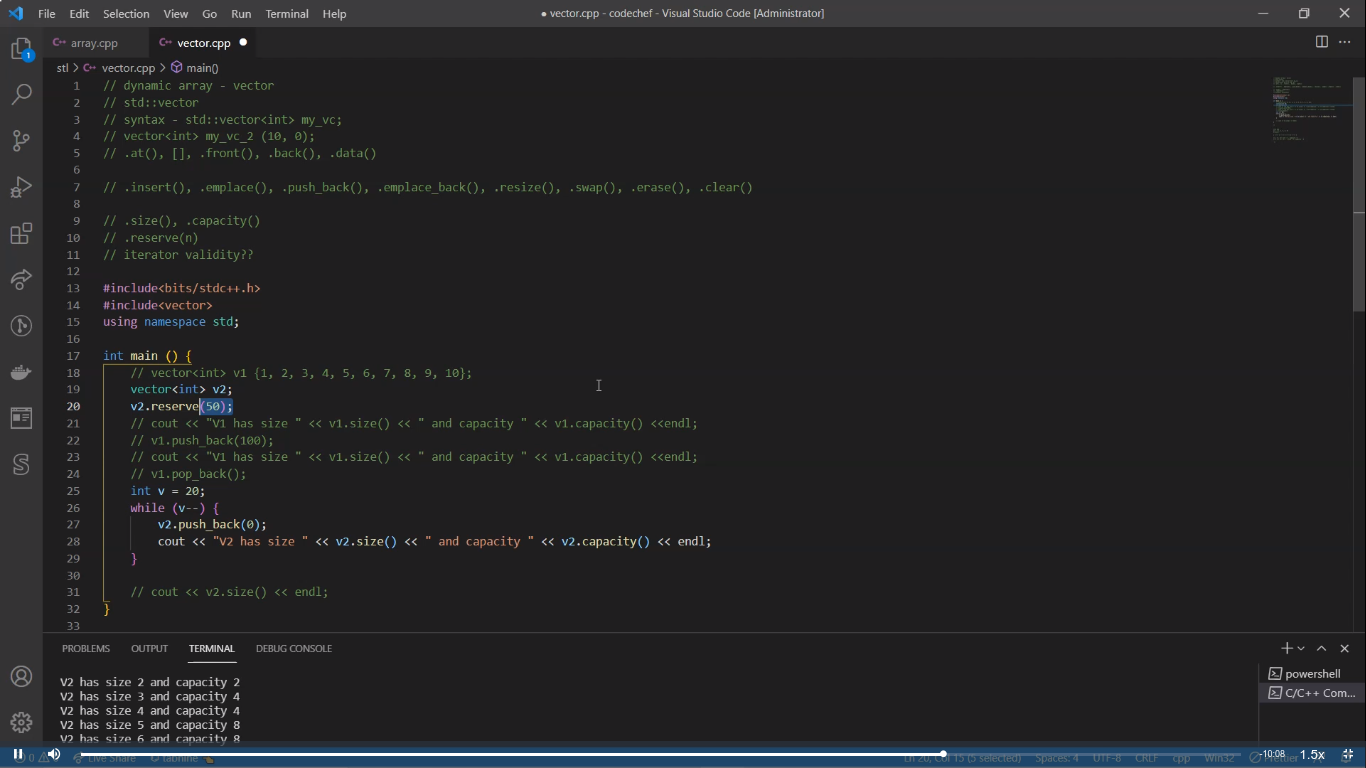 File Edit Selection View Go Run Terminal Help
● vector.cpp - codechef - Visual Studio Code [Administrator]
1
C++ array.cpp
C++ vector.cpp ●
stl > C++ vector.cpp > main()
1 // dynamic array - vector
2 // std::vector
3 // syntax - std::vector<int> my_vc;
4 // vector<int> my_vc_2 (10, 0);
5 // .at(), [], .front(), .back(), .data()
6
7 // .insert(), .emplace(), .push_back(), .emplace_back(), .resize(), .swap(), .erase(), .clear()
8
9 // .size(), .capacity()
10 // .reserve(n)
11 // iterator validity??
12
13 #include<bits/stdc++.h>
14 #include<vector>
15 using namespace std;
16
17 int main () {
18 // vector<int> v1 {1, 2, 3, 4, 5, 6, 7, 8, 9, 10};
19 vector<int> v2;
20 v2.reserve(50);
21 // cout << "V1 has size " << v1.size() << " and capacity " << v1.capacity() <<endl;
22 // v1.push_back(100);
23 // cout << "V1 has size " << v1.size() << " and capacity " << v1.capacity() <<endl;
24 // v1.pop_back();
25 int v = 20;
26 while (v--) {
27 v2.push_back(0);
28 cout << "V2 has size " << v2.size() << " and capacity " << v2.capacity() << endl;
29 }
30
31 // cout << v2.size() << endl;
32 }
33
PROBLEMS OUTPUT TERMINAL DEBUG CONSOLE
V2 has size 2 and capacity 2
V2 has size 3 and capacity 4
V2 has size 4 and capacity 4
V2 has size 5 and capacity 8
V2 has size 6 and capacity 8
powershell
C/C++ Com...
Live Share tabnine
Ln 20, Col 15 (5 selected) Spaces: 4 UTF-8 CRLF cpp Win32 Prettier
-10:08 1.5x